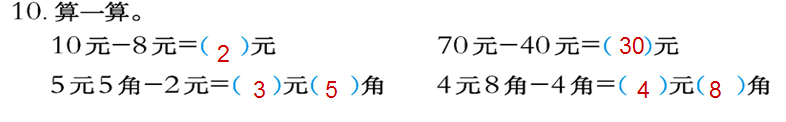 10. 算一算。
10元−8元=( 2 )元 70元−40元=(30)元
5元5角−2元=( 3 )元( 5 )角 4元8角−4角=( 4 )元( 8 )角